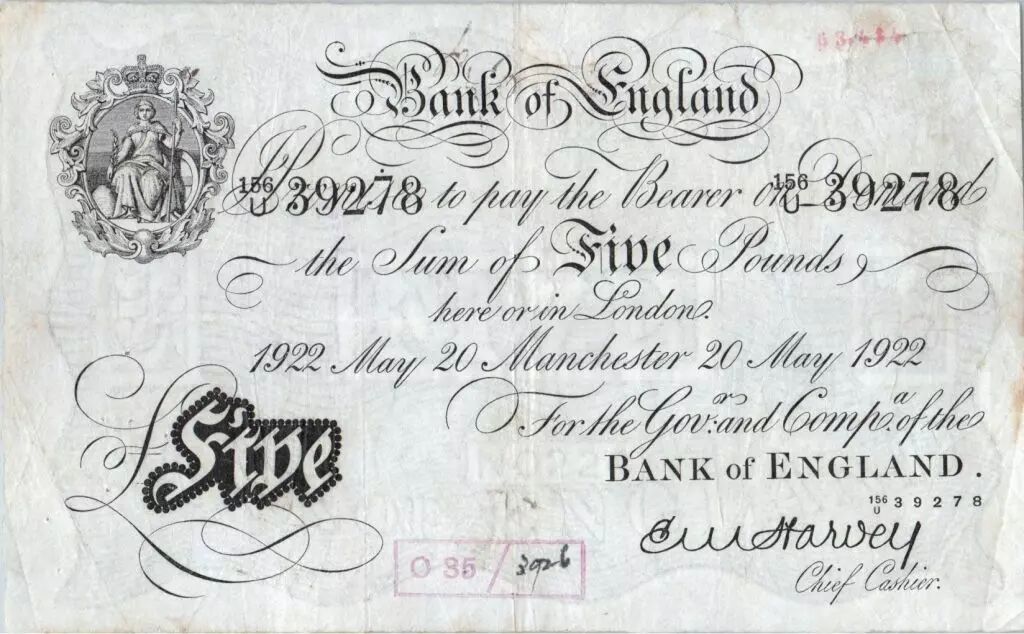 Bank of England
156/U 39278 to pay the Bearer on Demand 156/U 39278
the Sum of Five Pounds,
here or in London.
1922 May 20 Manchester 20 May 1922
For the Govr. and Compa. of the
BANK of ENGLAND.
156/U 39278
£Five
E M Harvey
Chief Cashier.
O 35 / 3926